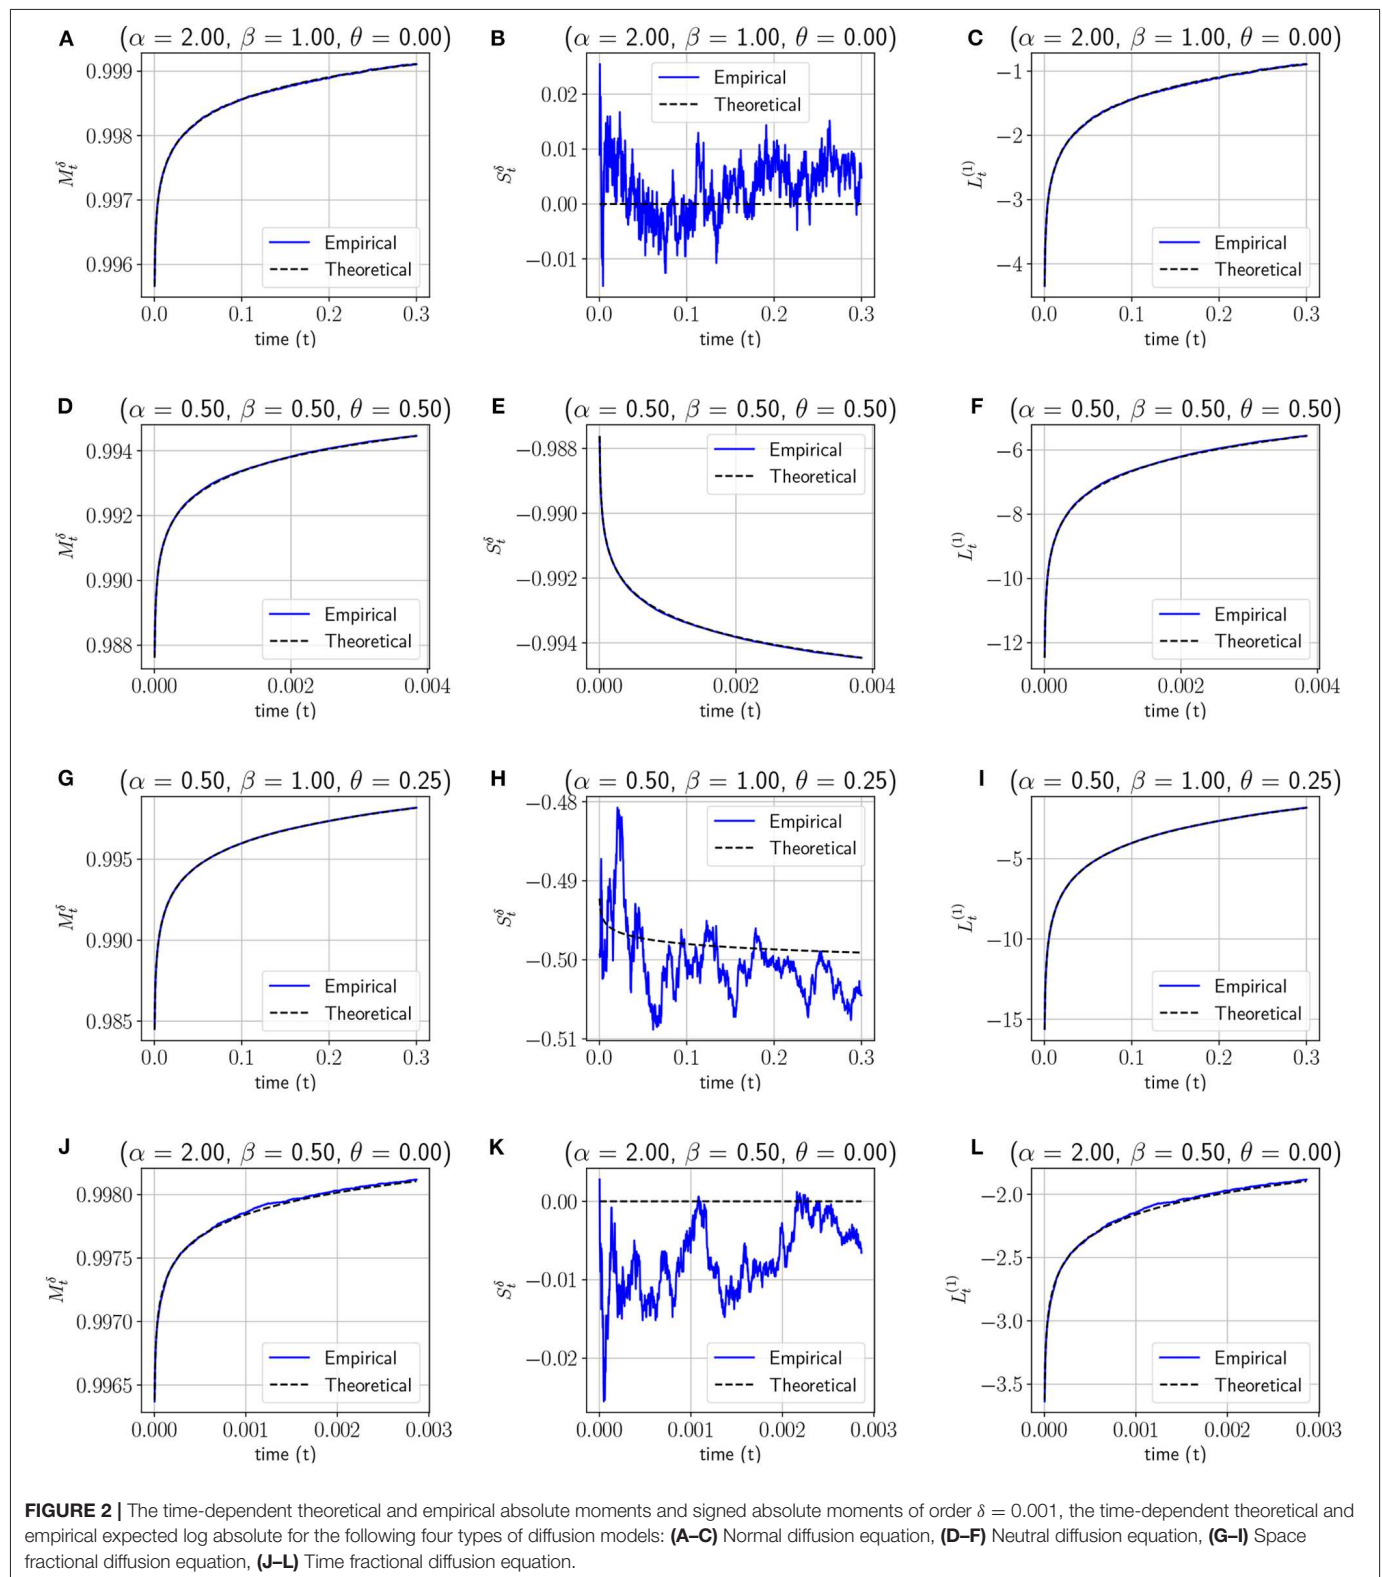 A
(α = 2.00, β = 1.00, θ = 0.00)
0.999
0.998
0.997
0.996
M_t^δ
Empirical
Theoretical
0.0 0.1 0.2 0.3
time (t)
B
(α = 2.00, β = 1.00, θ = 0.00)
0.02
0.01
0.00
−0.01
S_t^δ
Empirical
Theoretical
0.0 0.1 0.2 0.3
time (t)
C
(α = 2.00, β = 1.00, θ = 0.00)
−1
−2
−3
−4
L_t^(1)
Empirical
Theoretical
0.0 0.1 0.2 0.3
time (t)
D
(α = 0.50, β = 0.50, θ = 0.50)
0.994
0.992
0.990
0.988
M_t^δ
Empirical
Theoretical
0.000 0.002 0.004
time (t)
E
(α = 0.50, β = 0.50, θ = 0.50)
−0.988
−0.990
−0.992
−0.994
S_t^δ
Empirical
Theoretical
0.000 0.002 0.004
time (t)
F
(α = 0.50, β = 0.50, θ = 0.50)
−6
−8
−10
−12
L_t^(1)
Empirical
Theoretical
0.000 0.002 0.004
time (t)
G
(α = 0.50, β = 1.00, θ = 0.25)
0.995
0.990
0.985
M_t^δ
Empirical
Theoretical
0.0 0.1 0.2 0.3
time (t)
H
(α = 0.50, β = 1.00, θ = 0.25)
−0.48
−0.49
−0.50
−0.51
S_t^δ
Empirical
Theoretical
0.0 0.1 0.2 0.3
time (t)
I
(α = 0.50, β = 1.00, θ = 0.25)
−5
−10
−15
L_t^(1)
Empirical
Theoretical
0.0 0.1 0.2 0.3
time (t)
J
(α = 2.00, β = 0.50, θ = 0.00)
0.9980
0.9975
0.9970
0.9965
M_t^δ
Empirical
Theoretical
0.000 0.001 0.002 0.003
time (t)
K
(α = 2.00, β = 0.50, θ = 0.00)
0.00
−0.01
−0.02
S_t^δ
Empirical
Theoretical
0.000 0.001 0.002 0.003
time (t)
L
(α = 2.00, β = 0.50, θ = 0.00)
−2.0
−2.5
−3.0
−3.5
L_t^(1)
Empirical
Theoretical
0.000 0.001 0.002 0.003
time (t)
FIGURE 2 | The time-dependent theoretical and empirical absolute moments and signed absolute moments of order δ = 0.001, the time-dependent theoretical and
empirical expected log absolute for the following four types of diffusion models: (A–C) Normal diffusion equation, (D–F) Neutral diffusion equation, (G–I) Space
fractional diffusion equation, (J–L) Time fractional diffusion equation.